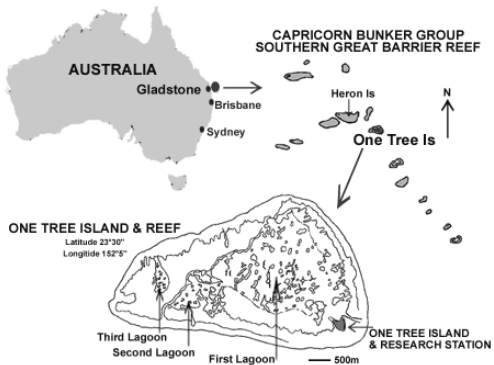 CAPRICORN BUNKER GROUP
SOUTHERN GREAT BARRIER REEF
AUSTRALIA
Gladstone
Brisbane
Sydney
Heron Is
N
One Tree Is
ONE TREE ISLAND & REEF
Latitude 23°30"
Longitide 152°5"
Third Lagoon
Second Lagoon
First Lagoon
500m
ONE TREE ISLAND
& RESEARCH STATION